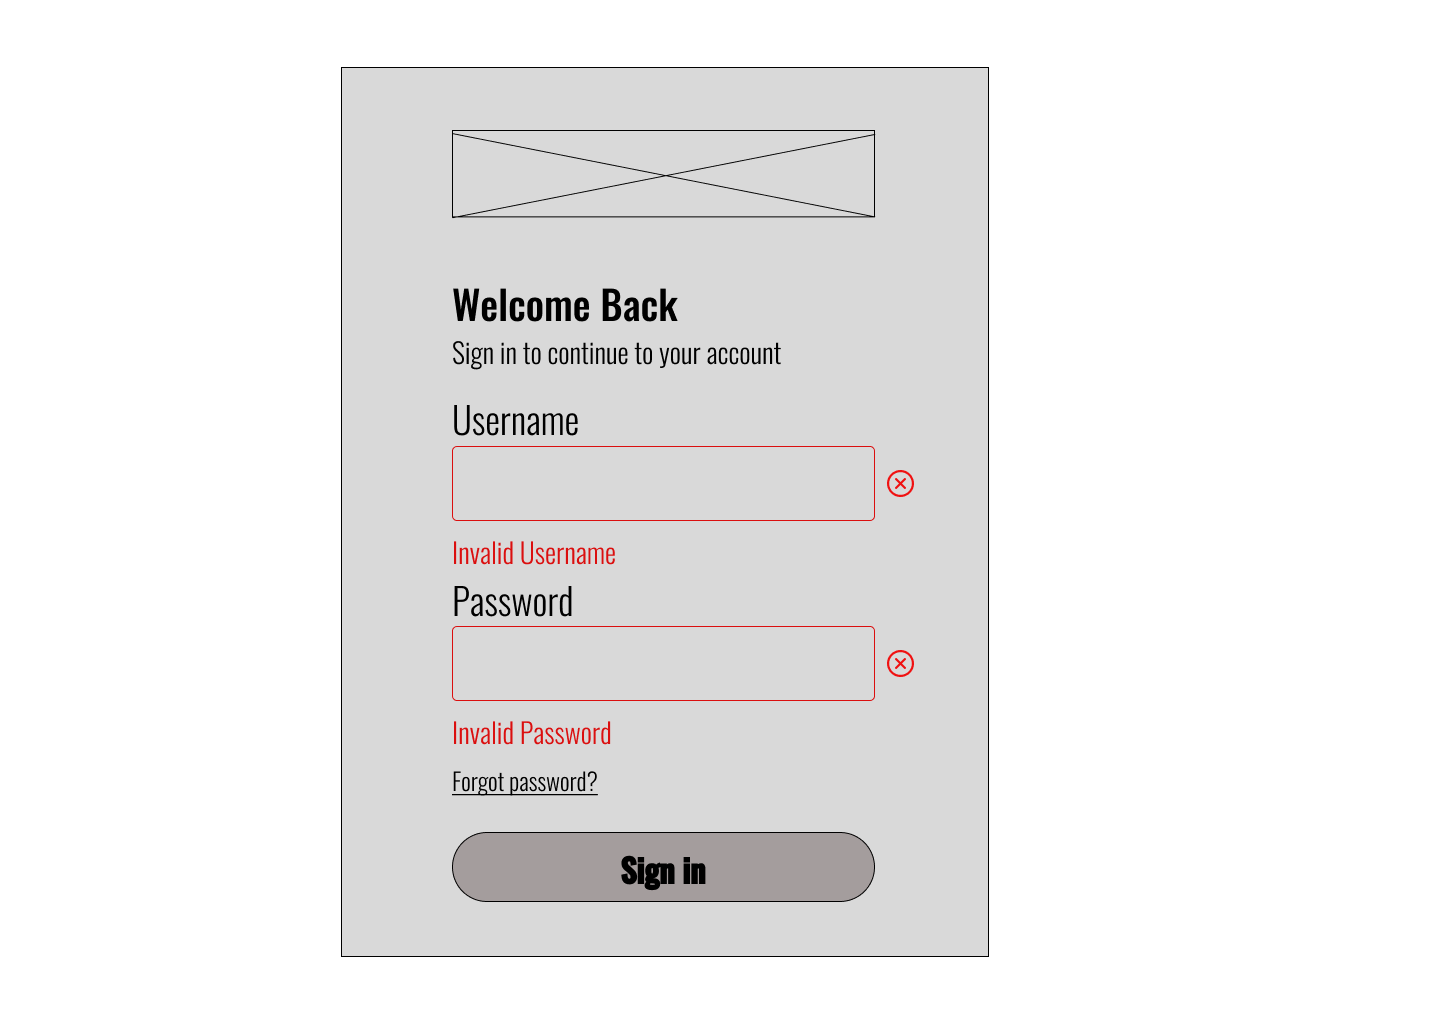 Welcome Back
Sign in to continue to your account
Username
Invalid Username
Password
Invalid Password
Forgot password?
Sign in